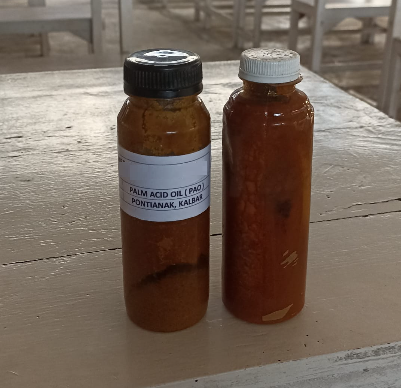 PALM ACID OIL ( PAO )
PONTIANAK, KALBAR